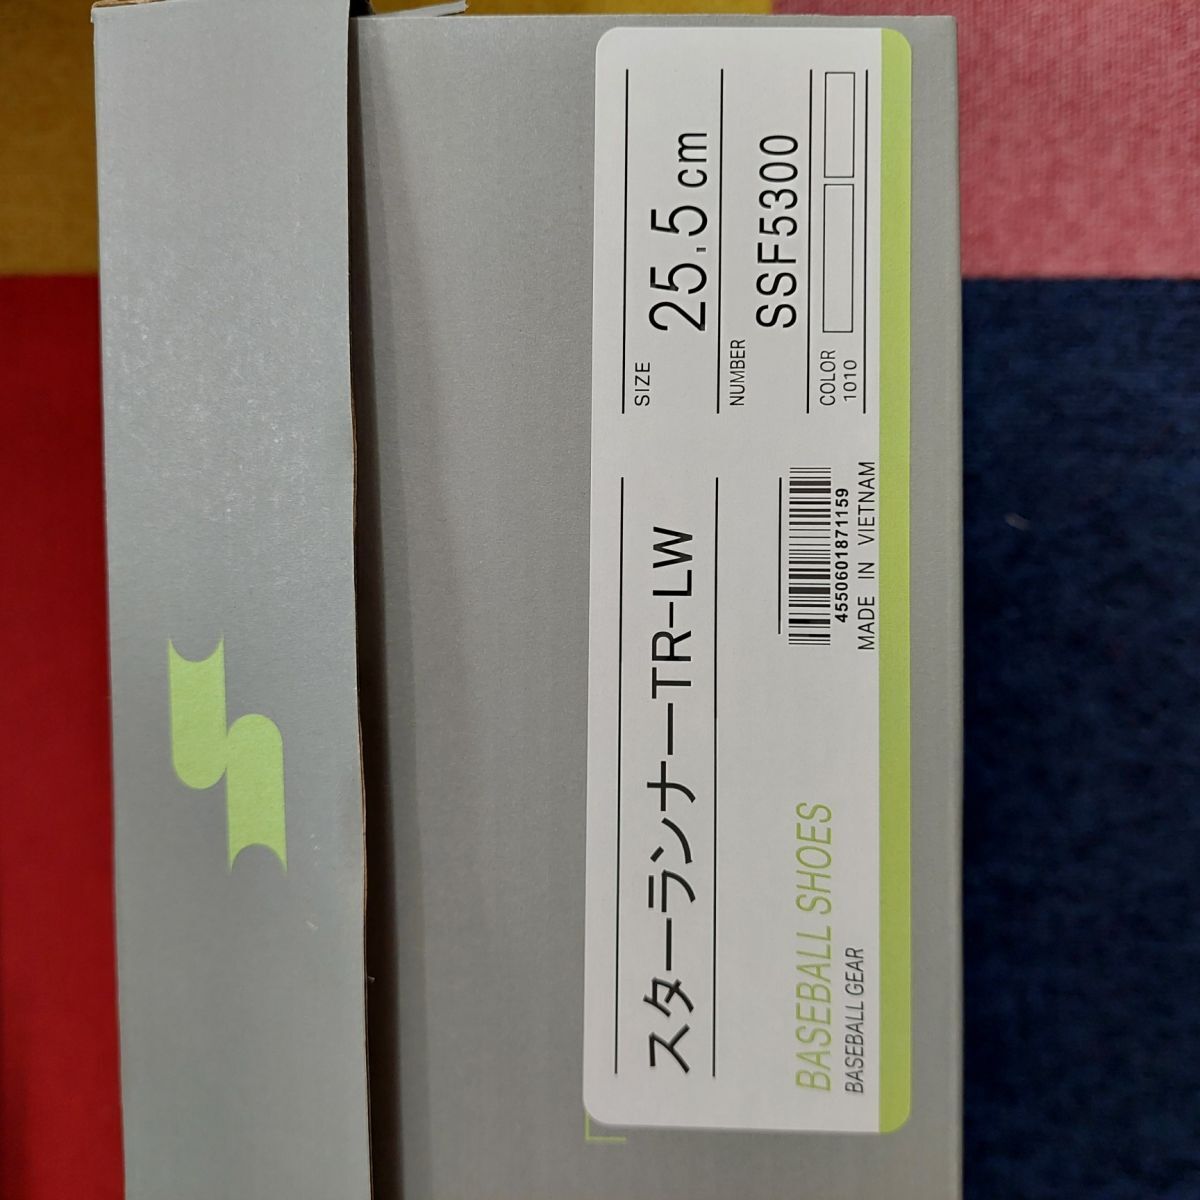 スターランナーTR-LW
SIZE
25.5cm
NUMBER
SSF5300
COLOR
1010
4550601871159
MADE IN VIETNAM
BASEBALL SHOES
BASEBALL GEAR